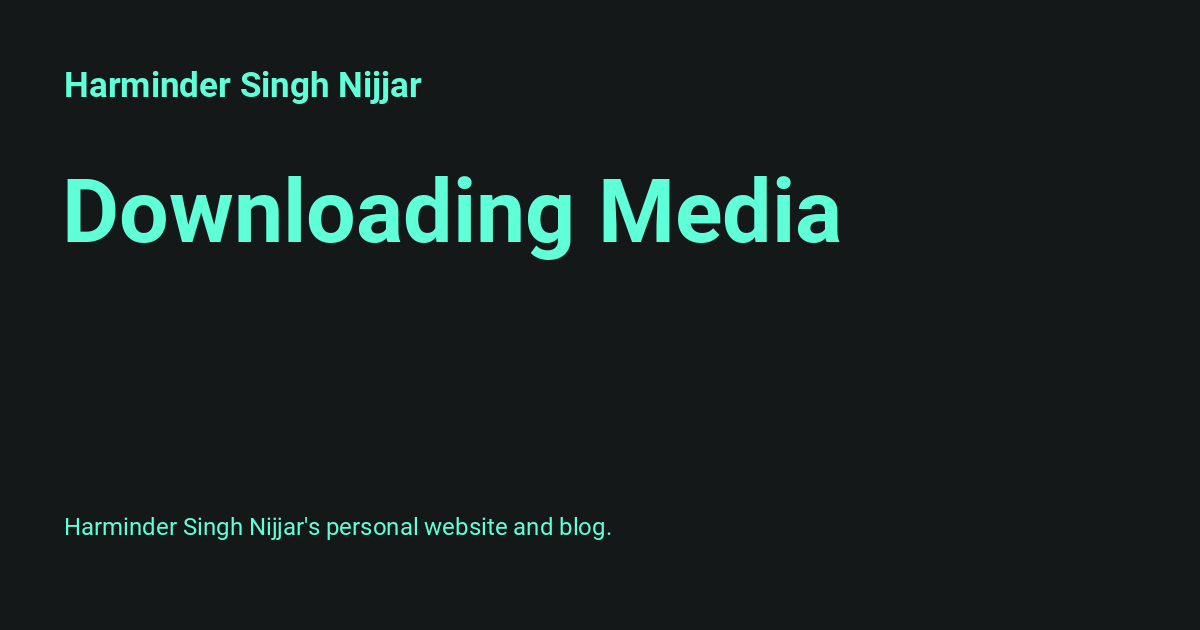 Harminder Singh Nijjar
Downloading Media
Harminder Singh Nijjar's personal website and blog.